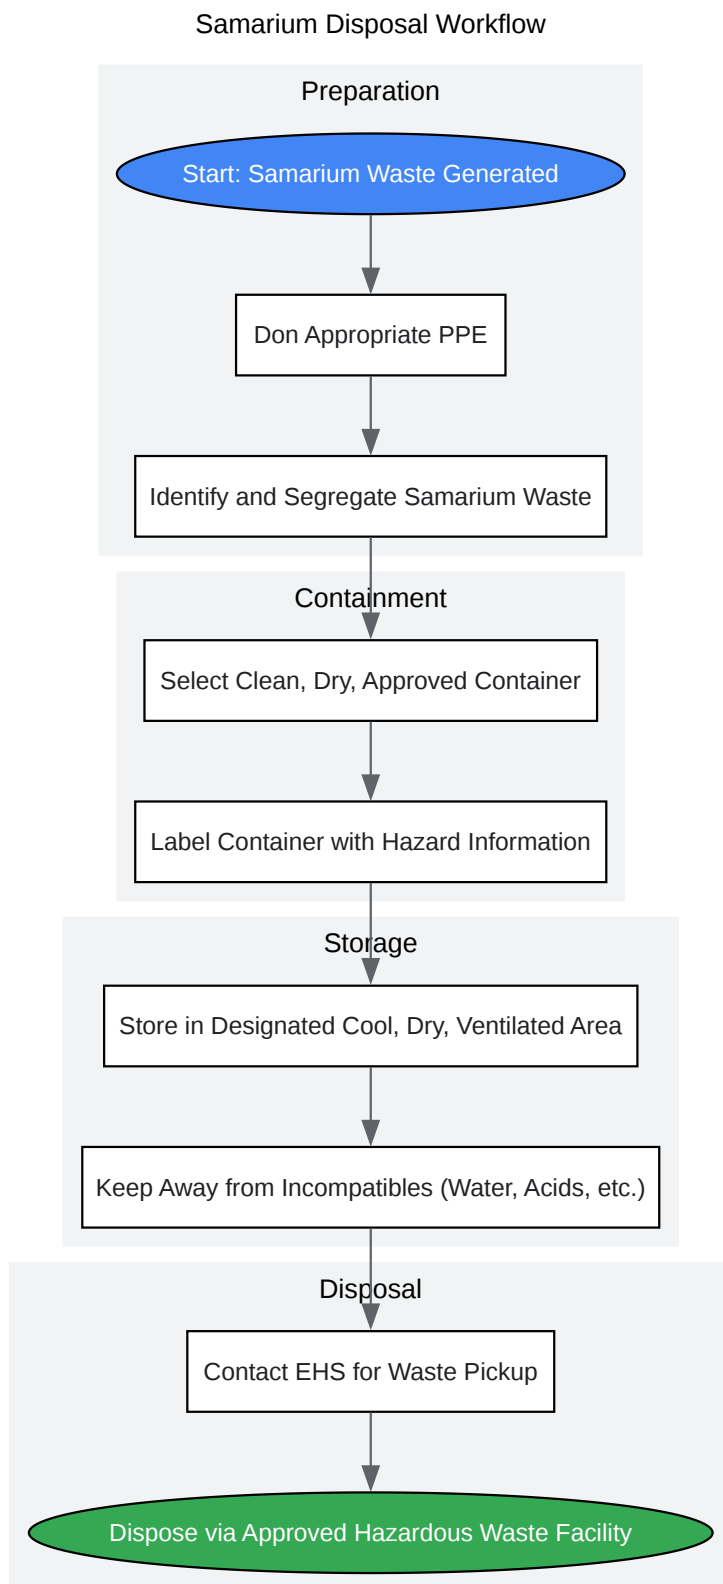 Samarium Disposal Workflow
Preparation
Start: Samarium Waste Generated
Don Appropriate PPE
Identify and Segregate Samarium Waste
Containment
Select Clean, Dry, Approved Container
Label Container with Hazard Information
Storage
Store in Designated Cool, Dry, Ventilated Area
Keep Away from Incompatibles (Water, Acids, etc.)
Disposal
Contact EHS for Waste Pickup
Dispose via Approved Hazardous Waste Facility